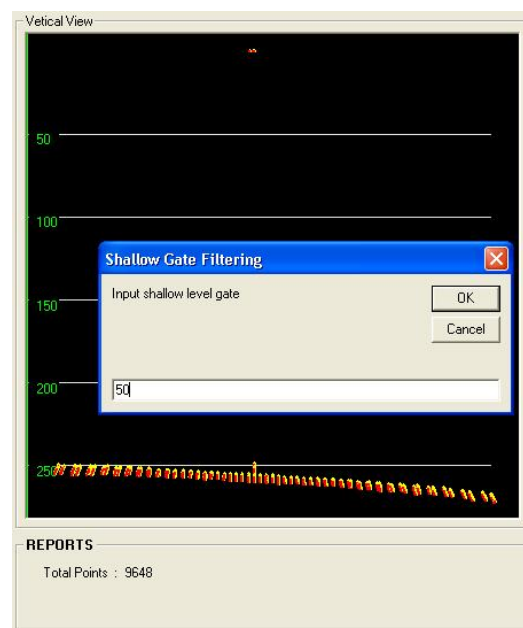 Vetical View
50
100
Shallow Gate Filtering
Input shallow level gate
OK
Cancel
150
200
50
250
REPORTS
Total Points : 9648